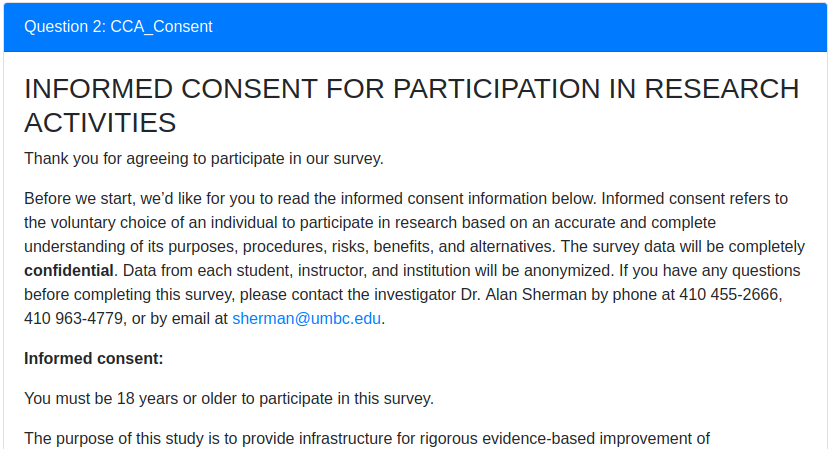 Question 2: CCA_Consent
INFORMED CONSENT FOR PARTICIPATION IN RESEARCH
ACTIVITIES
Thank you for agreeing to participate in our survey.
Before we start, we’d like for you to read the informed consent information below. Informed consent refers to
the voluntary choice of an individual to participate in research based on an accurate and complete
understanding of its purposes, procedures, risks, benefits, and alternatives. The survey data will be completely
confidential. Data from each student, instructor, and institution will be anonymized. If you have any questions
before completing this survey, please contact the investigator Dr. Alan Sherman by phone at 410 455-2666,
410 963-4779, or by email at sherman@umbc.edu.
Informed consent:
You must be 18 years or older to participate in this survey.
The purpose of this study is to provide infrastructure for rigorous evidence-based improvement of